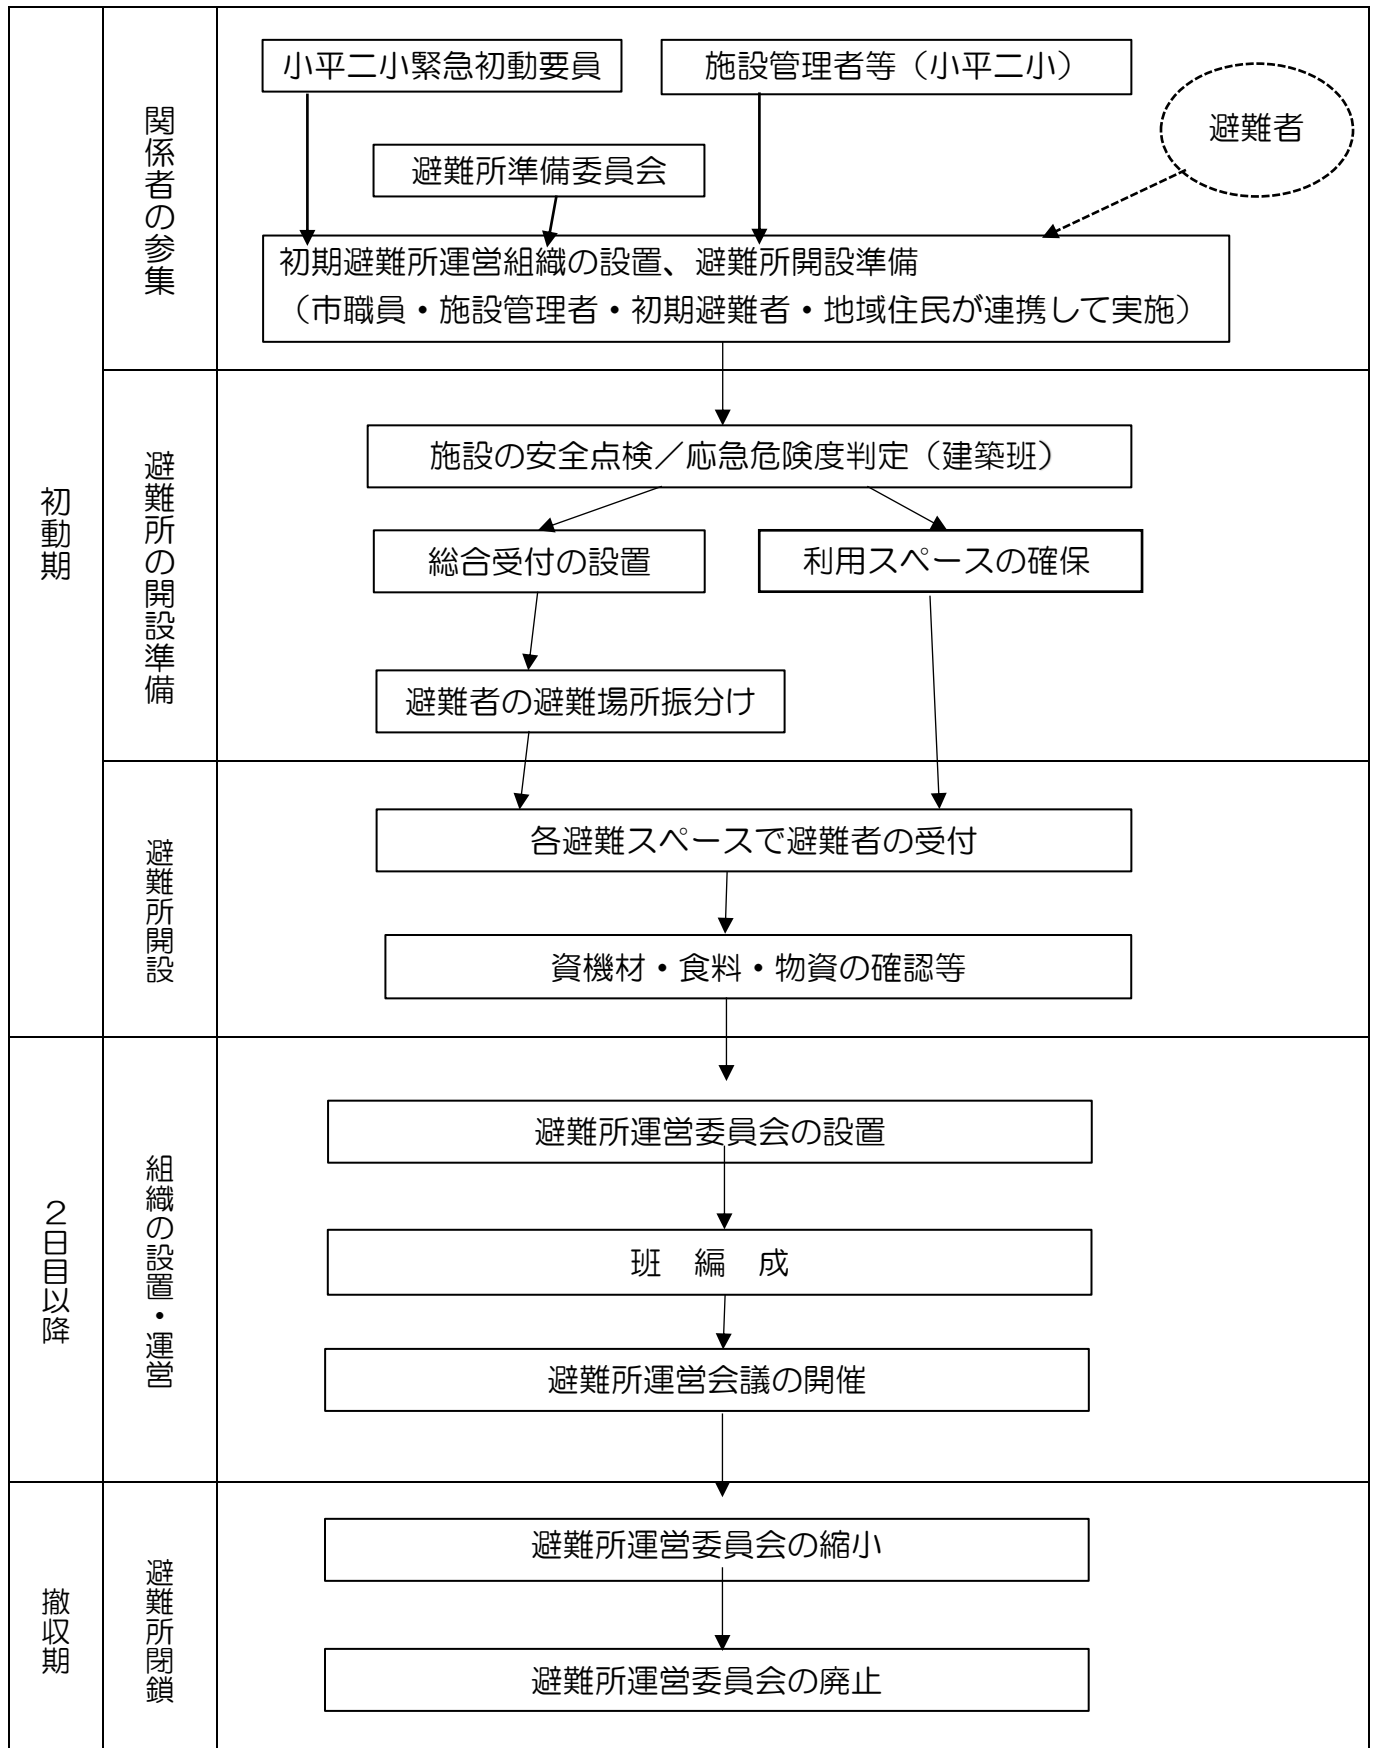 初動期
関係者の参集
小平二小緊急初動要員
施設管理者等（小平二小）
避難者
避難所準備委員会
初期避難所運営組織の設置、避難所開設準備
（市職員・施設管理者・初期避難者・地域住民が連携して実施）
避難所の開設準備
施設の安全点検／応急危険度判定（建築班）
総合受付の設置
利用スペースの確保
避難者の避難場所振分け
避難所開設
各避難スペースで避難者の受付
資機材・食料・物資の確認等
２日目以降
組織の設置・運営
避難所運営委員会の設置
班　編　成
避難所運営会議の開催
撤収期
避難所閉鎖
避難所運営委員会の縮小
避難所運営委員会の廃止